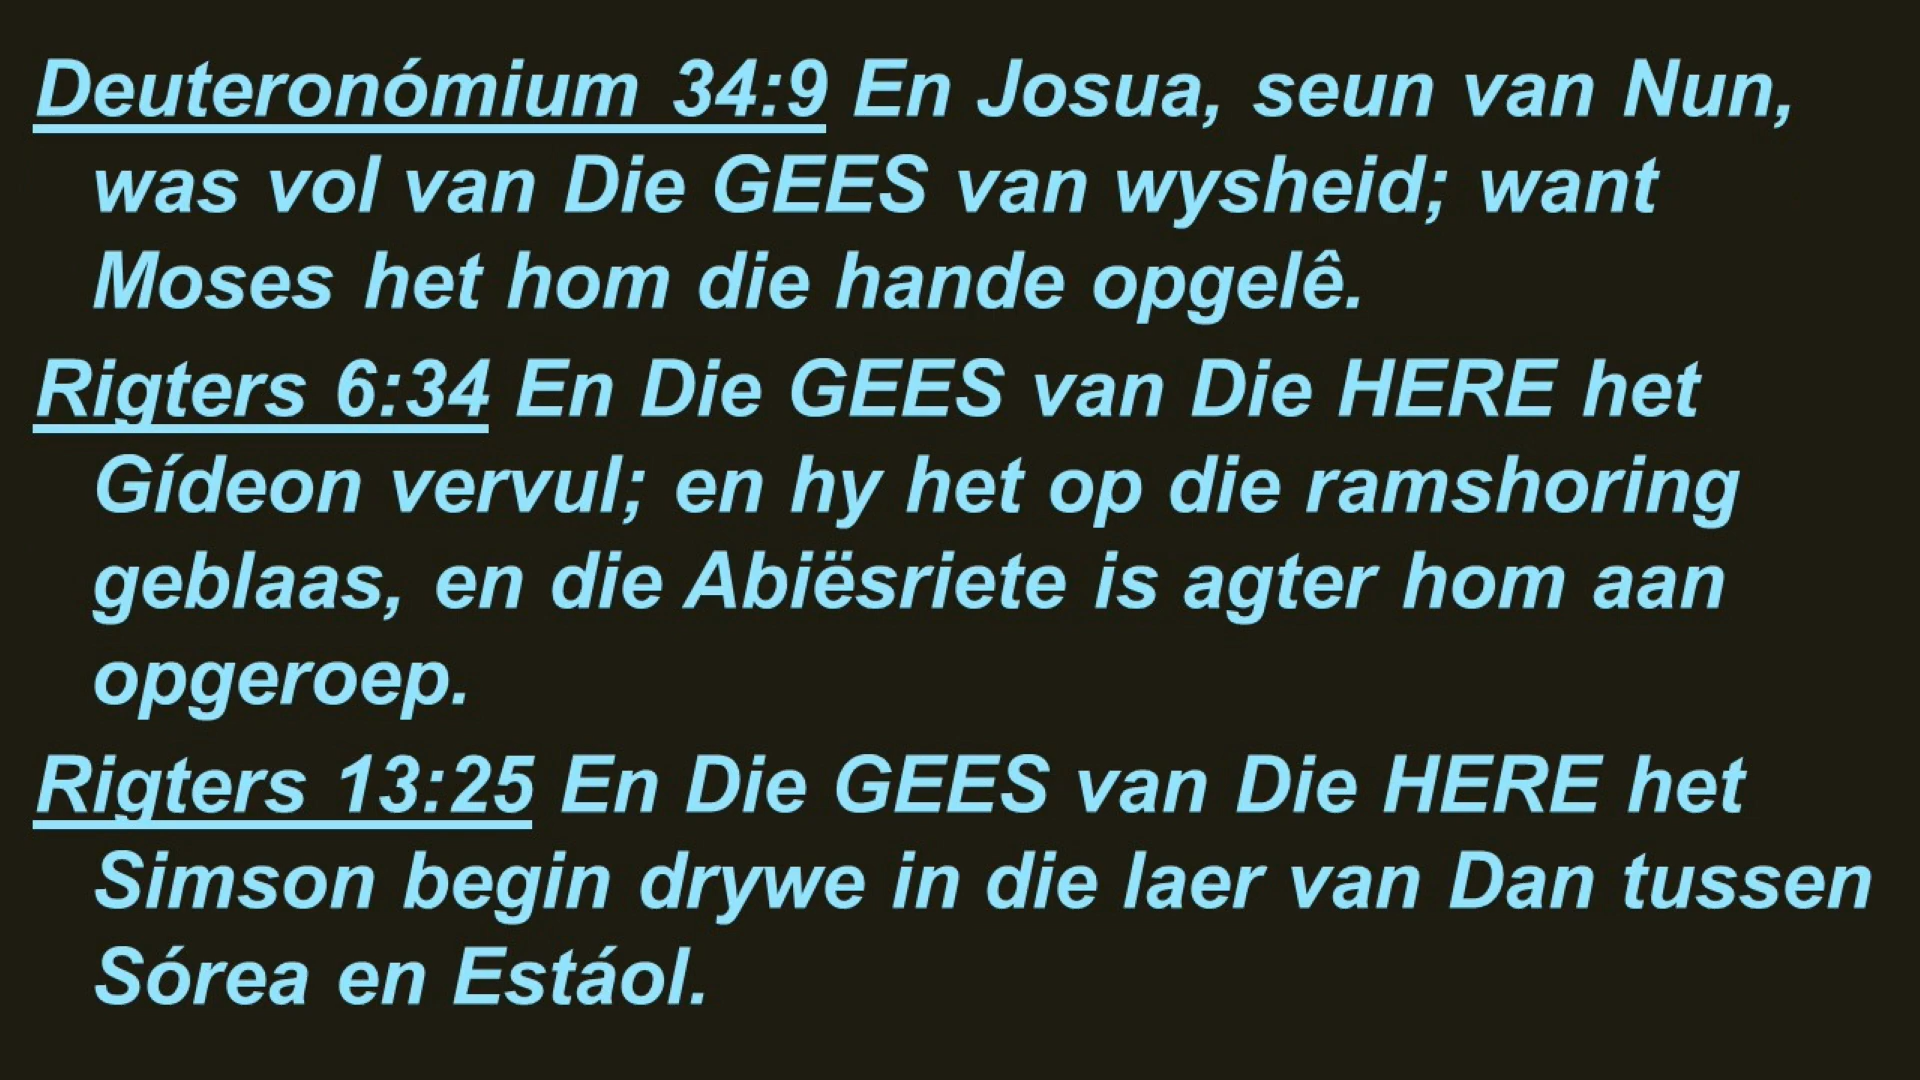 Deuteronómium 34:9 En Josua, seun van Nun,
was vol van Die GEES van wysheid; want
Moses het hom die hande opgelê.
Rigters 6:34 En Die GEES van Die HERE het
Gídeon vervul; en hy het op die ramshoring
geblaas, en die Abiësriete is agter hom aan
opgeroep.
Rigters 13:25 En Die GEES van Die HERE het
Simson begin drywe in die laer van Dan tussen
Sórea en Estáol.